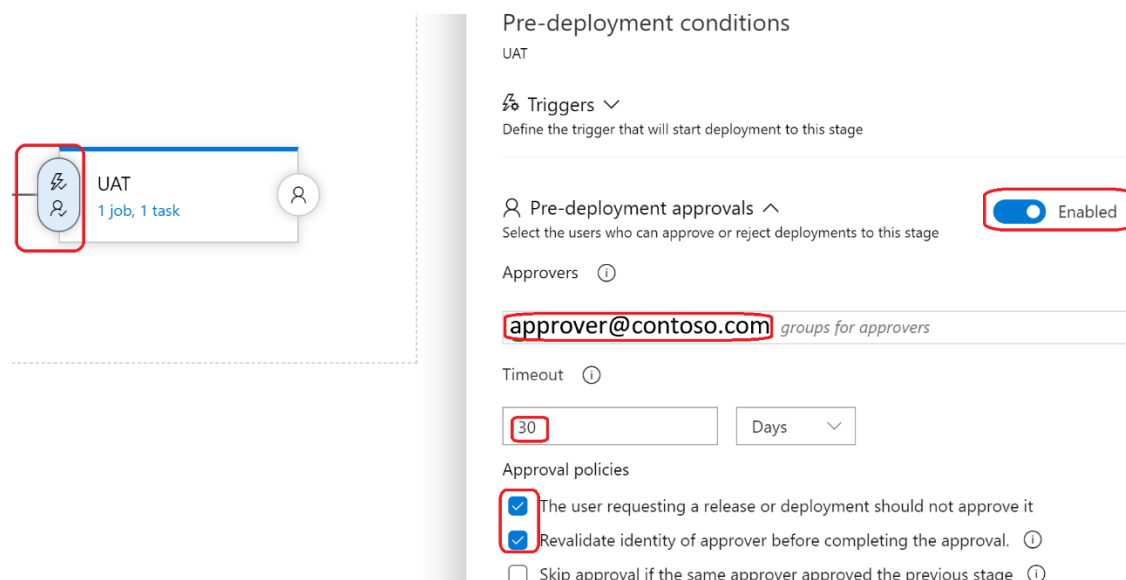 Pre-deployment conditions
UAT
Triggers
Define the trigger that will start deployment to this stage
UAT
1 job, 1 task
Pre-deployment approvals
Enabled
Select the users who can approve or reject deployments to this stage
Approvers
approver@contoso.com groups for approvers
Timeout
30 Days
Approval policies
The user requesting a release or deployment should not approve it
Revalidate identity of approver before completing the approval.
Skip approval if the same approver approved the previous stage